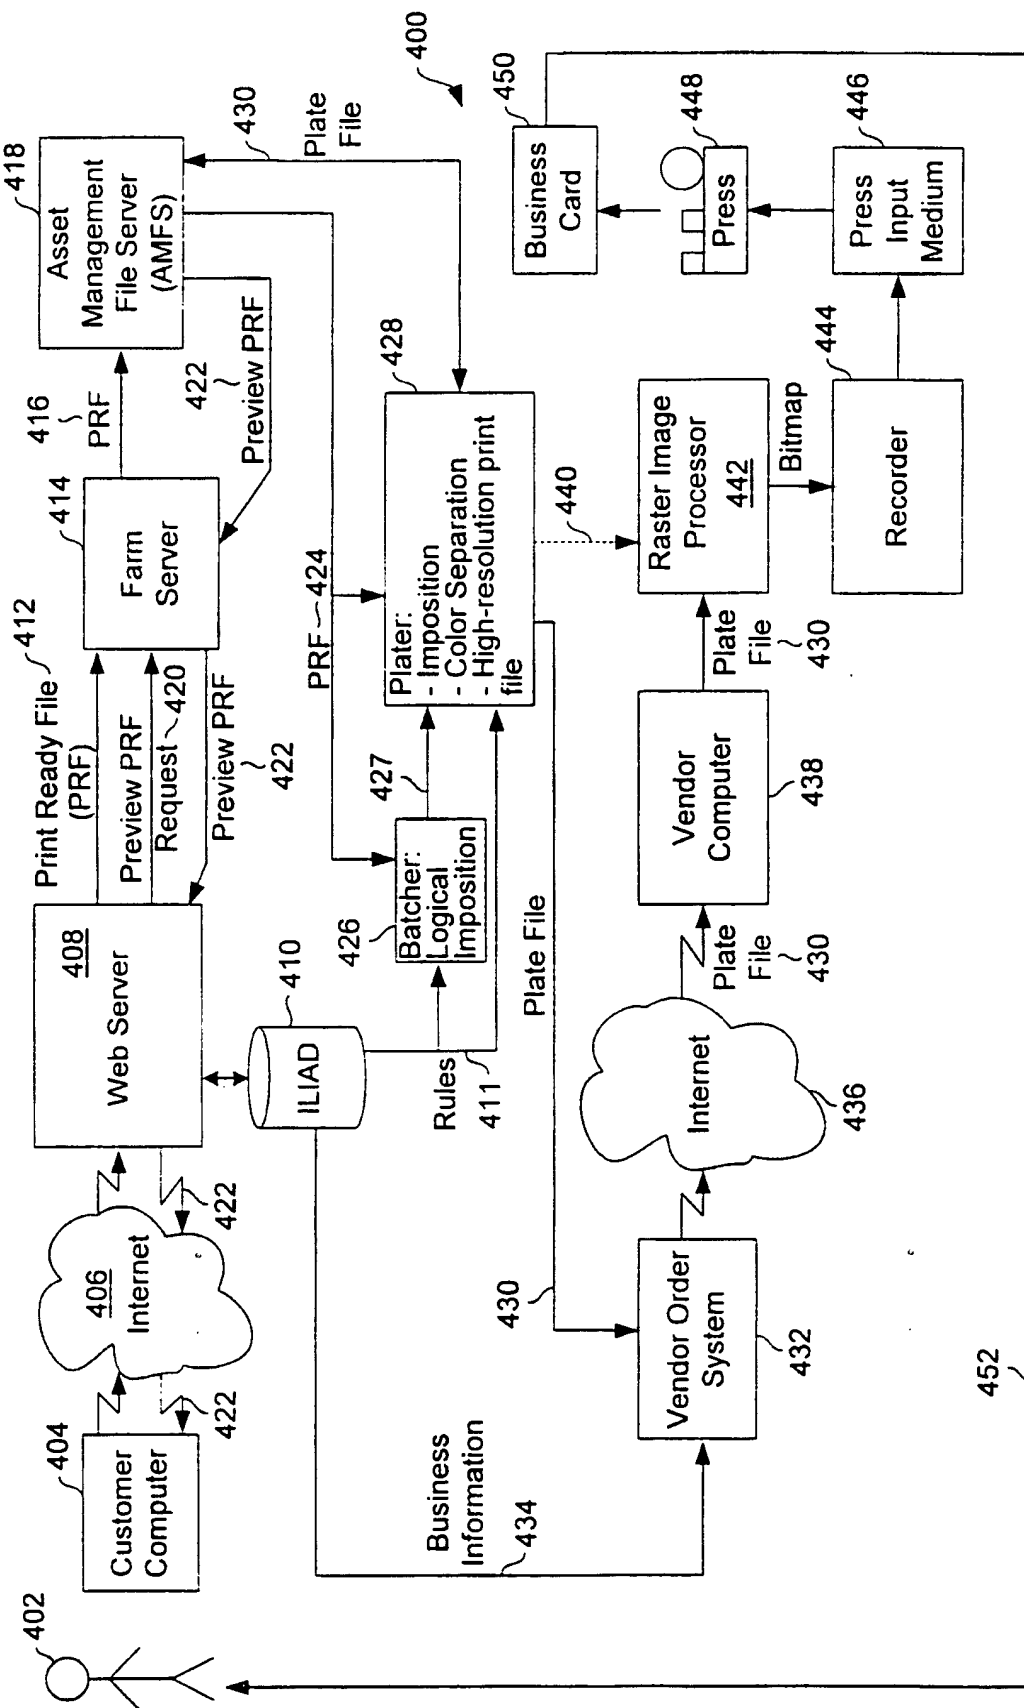 400
402
404
Customer
Computer
406
Internet
422
422
408
Web Server
Print Ready File
412
(PRF)
Preview PRF
Request
420
Preview PRF
422
414
Farm
Server
416
PRF
418
Asset
Management
File Server
(AMFS)
422
Preview PRF
430
Plate
File
410
ILIAD
Rules
411
PRF
424
426
Batcher:
Logical
Imposition
427
428
Plater:
- Imposition
- Color Separation
- High-resolution print
file
Business
Information
434
Plate File
430
440
Vendor Order
System
432
Internet
436
Plate
File
430
Vendor
Computer
438
Plate
File
430
Raster Image
Processor
442
Bitmap
444
Recorder
446
Press
Input
Medium
448
Press
450
Business
Card
452